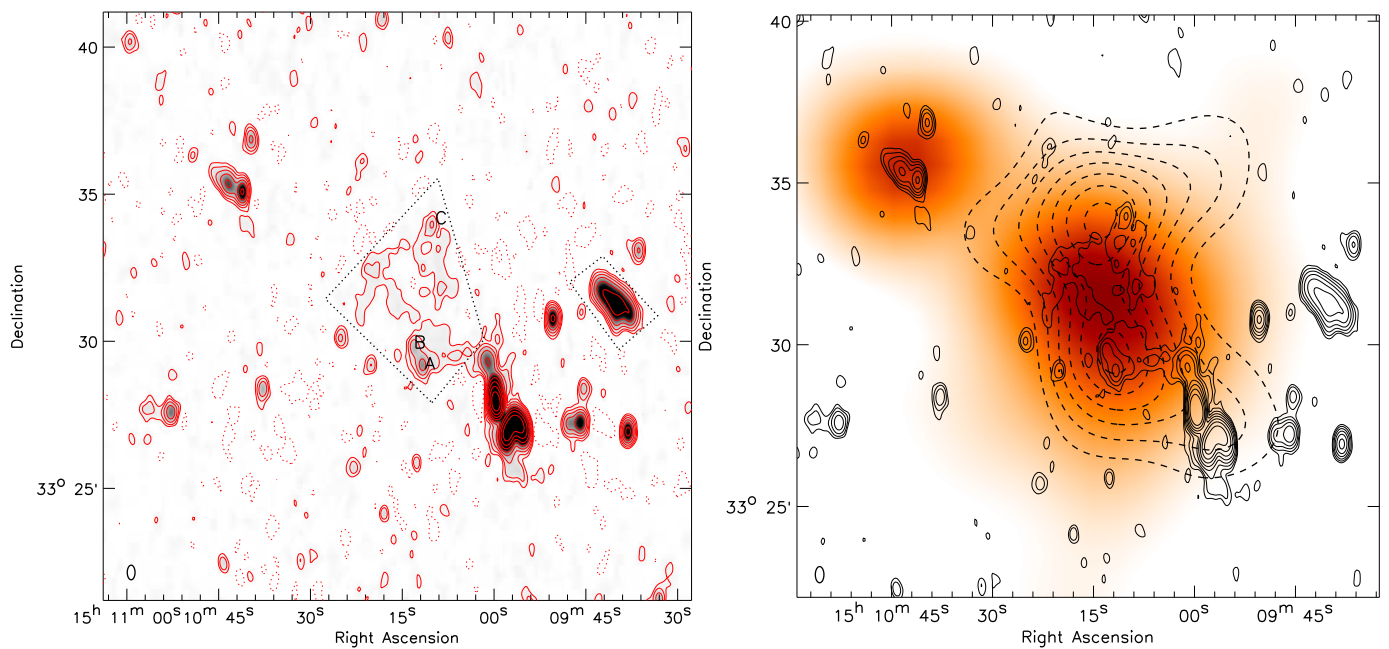 40
35
30
33° 25'
Declination
C
B
A
15ʰ 11ᵐ 00ˢ 10ᵐ 45ˢ 30ˢ 15ˢ 00ˢ 09ᵐ 45ˢ 30ˢ
Right Ascension
40
35
30
33° 25'
Declination
15ʰ 10ᵐ 45ˢ 30ˢ 15ˢ 00ˢ 09ᵐ 45ˢ
Right Ascension